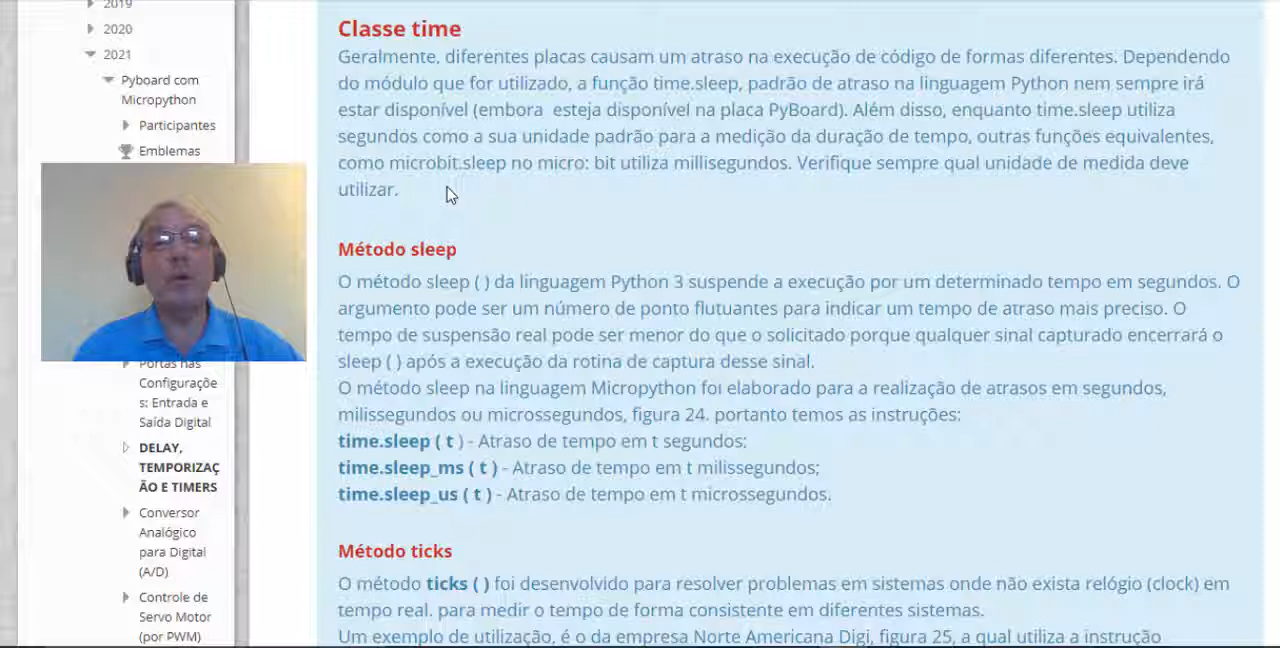 2019
2020
2021
Pyboard com
Micropython
Participantes
Emblemas
Portas nas
Configuraçõe
s: Entrada e
Saída Digital
DELAY,
TEMPORIZAÇ
ÃO E TIMERS
Conversor
Analógico
para Digital
(A/D)
Controle de
Servo Motor
(por PWM)
Classe time
Geralmente, diferentes placas causam um atraso na execução de código de formas diferentes. Dependendo
do módulo que for utilizado, a função time.sleep, padrão de atraso na linguagem Python nem sempre irá
estar disponível (embora  esteja disponível na placa PyBoard). Além disso, enquanto time.sleep utiliza
segundos como a sua unidade padrão para a medição da duração de tempo, outras funções equivalentes,
como microbit.sleep no micro: bit utiliza millisegundos. Verifique sempre qual unidade de medida deve
utilizar.
Método sleep
O método sleep ( ) da linguagem Python 3 suspende a execução por um determinado tempo em segundos. O
argumento pode ser um número de ponto flutuantes para indicar um tempo de atraso mais preciso. O
tempo de suspensão real pode ser menor do que o solicitado porque qualquer sinal capturado encerrará o
sleep ( ) após a execução da rotina de captura desse sinal.
O método sleep na linguagem Micropython foi elaborado para a realização de atrasos em segundos,
milissegundos ou microssegundos, figura 24. portanto temos as instruções:
time.sleep ( t ) - Atraso de tempo em t segundos;
time.sleep_ms ( t ) - Atraso de tempo em t milissegundos;
time.sleep_us ( t ) - Atraso de tempo em t microssegundos.
Método ticks
O método ticks ( ) foi desenvolvido para resolver problemas em sistemas onde não exista relógio (clock) em
tempo real. para medir o tempo de forma consistente em diferentes sistemas.
Um exemplo de utilização, é o da empresa Norte Americana Digi, figura 25, a qual utiliza a instrução